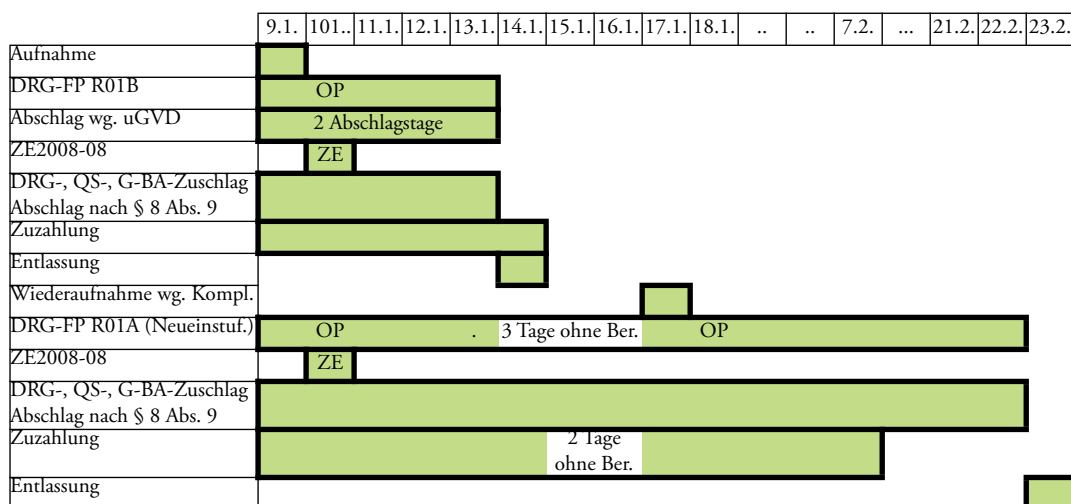 9.1. 101.. 11.1. 12.1. 13.1. 14.1. 15.1. 16.1. 17.1. 18.1. .. .. 7.2. ... 21.2. 22.2. 23.2.
Aufnahme
DRG-FP R01B OP
Abschlag wg. uGVD 2 Abschlagstage
ZE2008-08 ZE
DRG-, QS-, G-BA-Zuschlag
Abschlag nach § 8 Abs. 9
Zuzahlung
Entlassung
Wiederaufnahme wg. Kompl.
DRG-FP R01A (Neueinstuf.) OP . 3 Tage ohne Ber. OP
ZE2008-08 ZE
DRG-, QS-, G-BA-Zuschlag
Abschlag nach § 8 Abs. 9
Zuzahlung 2 Tage
ohne Ber.
Entlassung